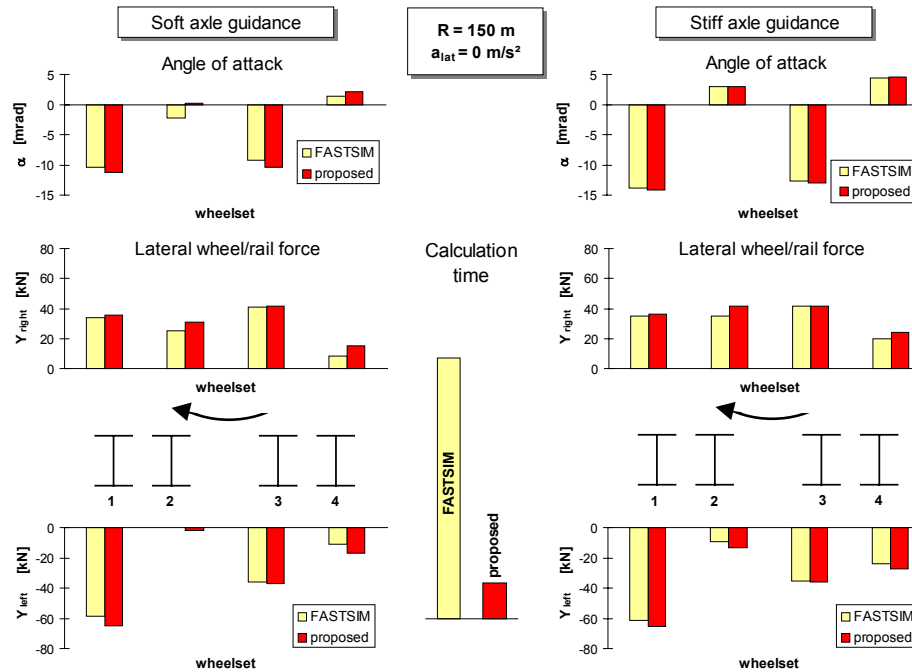 Soft axle guidance
R = 150 m
a lat = 0 m/s²
Stiff axle guidance
Angle of attack
5
0
-5
-10
-15
α [mrad]
FASTSIM
proposed
wheelset
Angle of attack
5
0
-5
-10
-15
α [mrad]
FASTSIM
proposed
wheelset
Lateral wheel/rail force
80
60
40
20
0
Y right [kN]
wheelset
Calculation
time
FASTSIM
proposed
Lateral wheel/rail force
80
60
40
20
0
Y right [kN]
wheelset
1 2 3 4
0
-20
-40
-60
-80
Y left [kN]
FASTSIM
proposed
wheelset
1 2 3 4
0
-20
-40
-60
-80
Y left [kN]
FASTSIM
proposed
wheelset